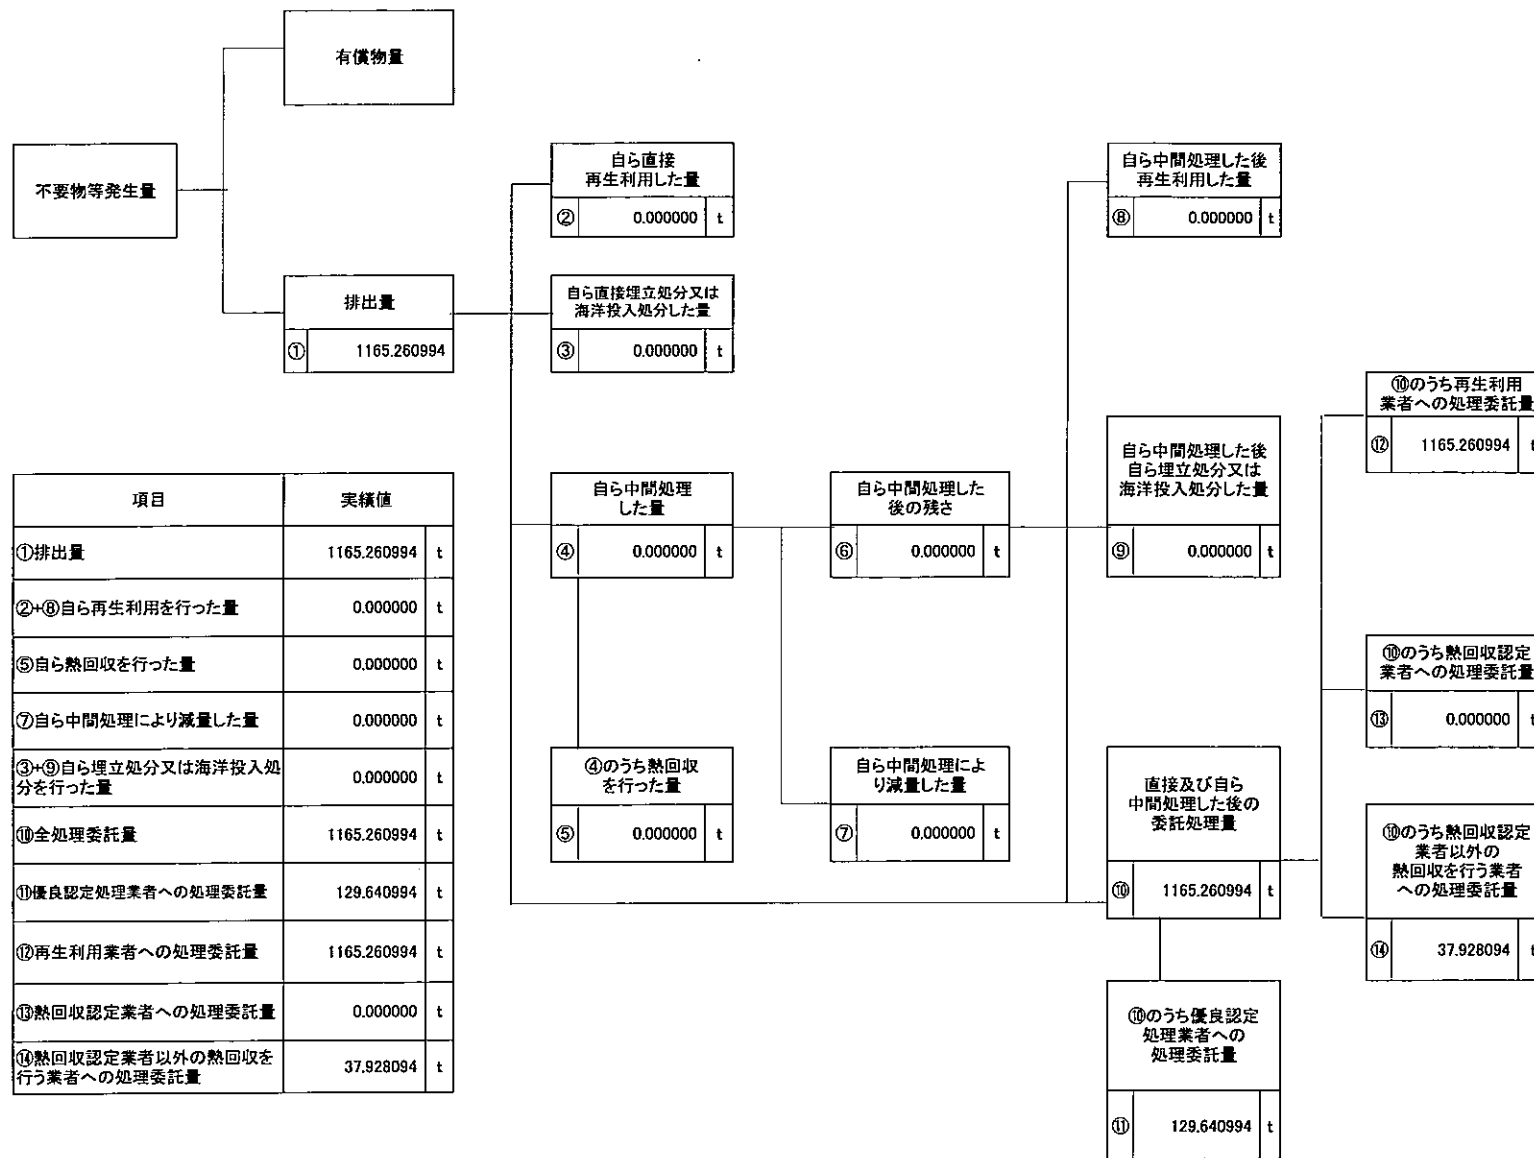 有償物量
不要物等発生量
排出量
① 1165.260994
自ら直接
再生利用した量
② 0.000000 t
自ら直接埋立処分又は
海洋投入処分した量
③ 0.000000 t
自ら中間処理
した量
④ 0.000000 t
④のうち熱回収
を行った量
⑤ 0.000000 t
自ら中間処理した
後の残さ
⑥ 0.000000 t
自ら中間処理によ
り減量した量
⑦ 0.000000 t
自ら中間処理した後
再生利用した量
⑧ 0.000000 t
自ら中間処理した後
自ら埋立処分又は
海洋投入処分した量
⑨ 0.000000 t
直接及び自ら
中間処理した後の
委託処理量
⑩ 1165.260994 t
⑩のうち優良認定
処理業者への
処理委託量
⑪ 129.640994 t
⑩のうち再生利用
業者への処理委託量
⑫ 1165.260994 t
⑩のうち熱回収認定
業者への処理委託量
⑬ 0.000000 t
⑩のうち熱回収認定
業者以外の
熱回収を行う業者
への処理委託量
⑭ 37.928094 t
項目 実績値
①排出量 1165.260994 t
②+⑧自ら再生利用を行った量 0.000000 t
⑤自ら熱回収を行った量 0.000000 t
⑦自ら中間処理により減量した量 0.000000 t
③+⑨自ら埋立処分又は海洋投入処
分を行った量 0.000000 t
⑩全処理委託量 1165.260994 t
⑪優良認定処理業者への処理委託量 129.640994 t
⑫再生利用業者への処理委託量 1165.260994 t
⑬熱回収認定業者への処理委託量 0.000000 t
⑭熱回収認定業者以外の熱回収を
行う業者への処理委託量 37.928094 t